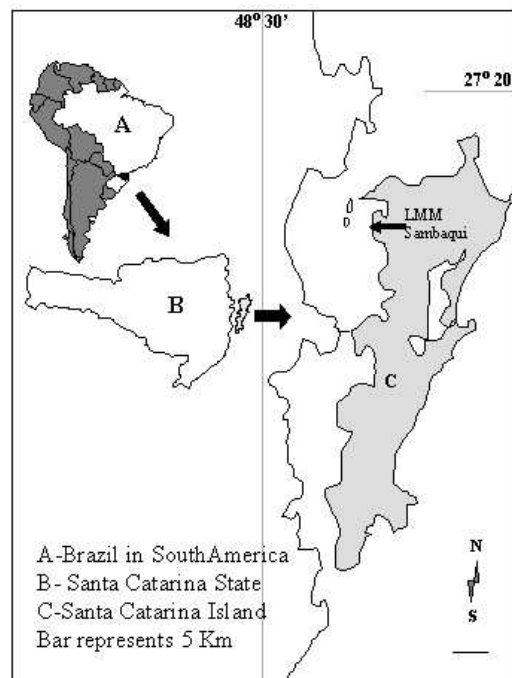 48° 30'
27° 20
A
LMM
Sambaqui
B
C
A-Brazil in SouthAmerica
B- Santa Catarina State
C-Santa Catarina Island
Bar represents 5 Km
N
S